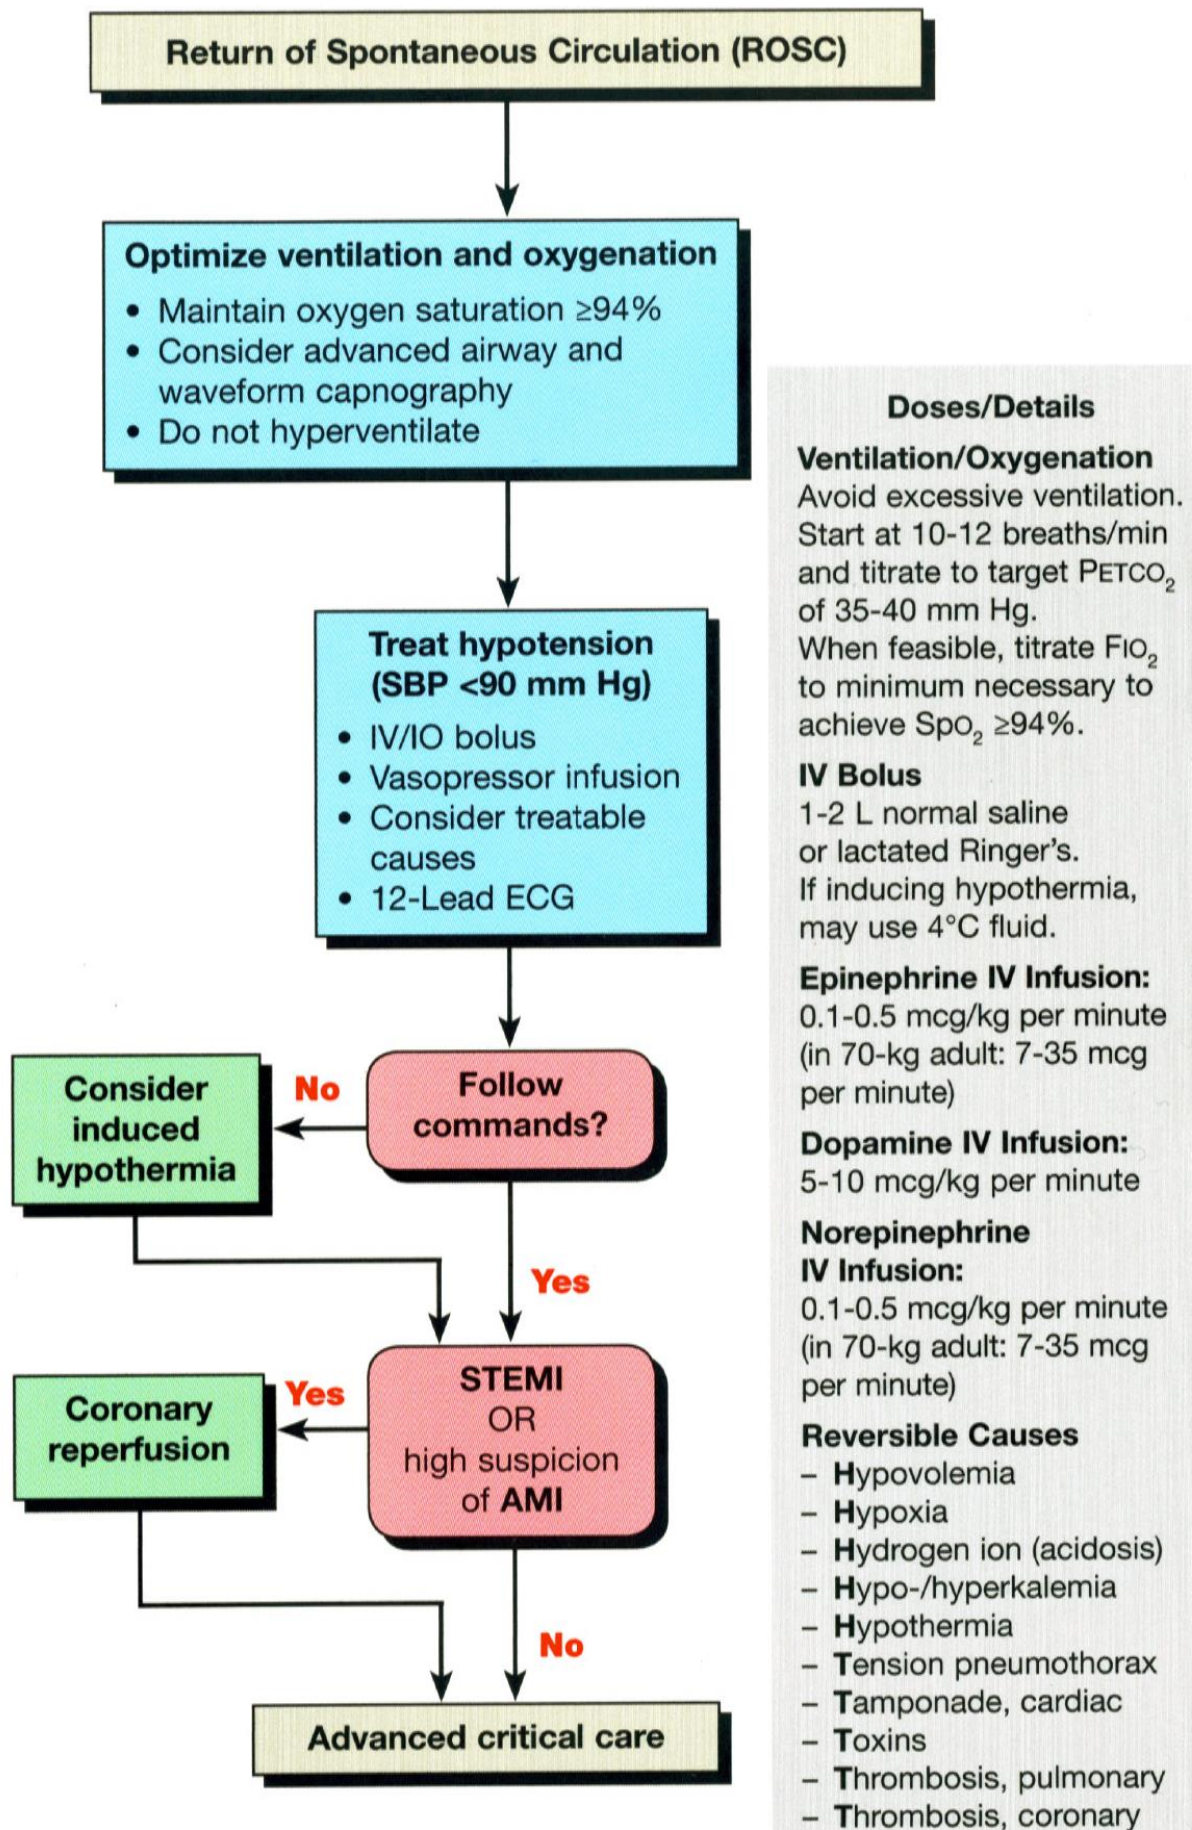 Return of Spontaneous Circulation (ROSC)
Optimize ventilation and oxygenation
• Maintain oxygen saturation ≥94%
• Consider advanced airway and
waveform capnography
• Do not hyperventilate
Treat hypotension
(SBP <90 mm Hg)
• IV/IO bolus
• Vasopressor infusion
• Consider treatable
causes
• 12-Lead ECG
Follow
commands?
No
Consider
induced
hypothermia
Yes
STEMI
OR
high suspicion
of AMI
Yes
Coronary
reperfusion
No
Advanced critical care
Doses/Details
Ventilation/Oxygenation
Avoid excessive ventilation.
Start at 10-12 breaths/min
and titrate to target PETCO₂
of 35-40 mm Hg.
When feasible, titrate FIO₂
to minimum necessary to
achieve SpO₂ ≥94%.
IV Bolus
1-2 L normal saline
or lactated Ringer's.
If inducing hypothermia,
may use 4°C fluid.
Epinephrine IV Infusion:
0.1-0.5 mcg/kg per minute
(in 70-kg adult: 7-35 mcg
per minute)
Dopamine IV Infusion:
5-10 mcg/kg per minute
Norepinephrine
IV Infusion:
0.1-0.5 mcg/kg per minute
(in 70-kg adult: 7-35 mcg
per minute)
Reversible Causes
– Hypovolemia
– Hypoxia
– Hydrogen ion (acidosis)
– Hypo-/hyperkalemia
– Hypothermia
– Tension pneumothorax
– Tamponade, cardiac
– Toxins
– Thrombosis, pulmonary
– Thrombosis, coronary